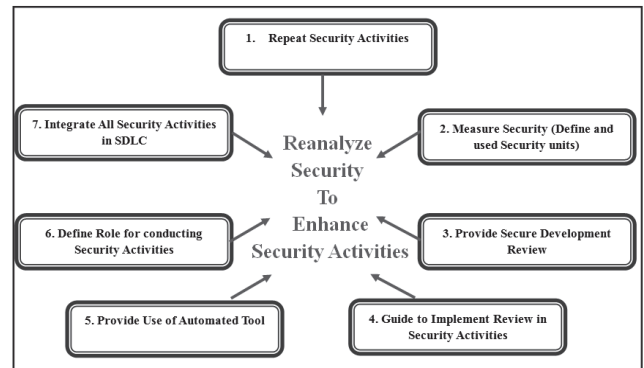 1. Repeat Security Activities
2. Measure Security (Define and
used Security units)
3. Provide Secure Development
Review
4. Guide to Implement Review in
Security Activities
5. Provide Use of Automated Tool
6. Define Role for conducting
Security Activities
7. Integrate All Security Activities
in SDLC
Reanalyze
Security
To
Enhance
Security Activities